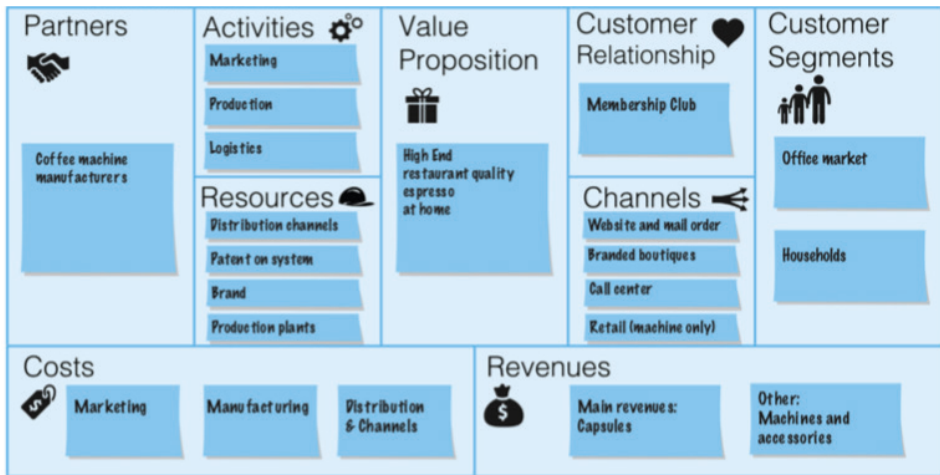 Partners
Coffee machine
manufacturers
Activities
Marketing
Production
Logistics
Resources
Distribution channels
Patent on system
Brand
Production plants
Value
Proposition
High End
restaurant quality
espresso
at home
Customer
Relationship
Membership Club
Channels
Website and mail order
Branded boutiques
Call center
Retail (machine only)
Customer
Segments
Office market
Households
Costs
$
Marketing
Manufacturing
Distribution
& Channels
Revenues
$
Main revenues:
Capsules
Other:
Machines and
accessories